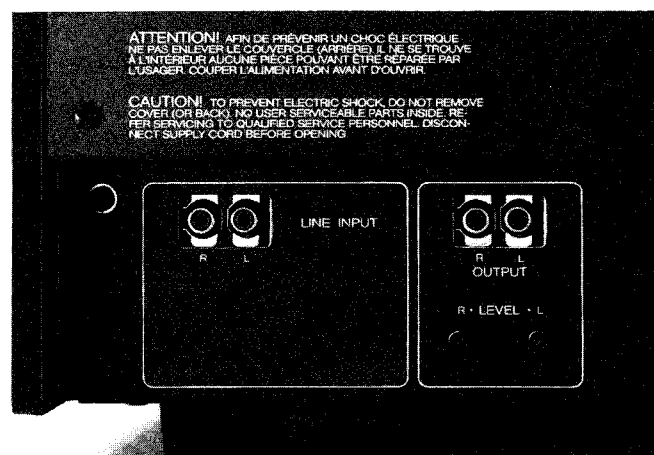 ATTENTION! AFIN DE PRÉVENIR UN CHOC ÉLECTRIQUE
NE PAS ENLEVER LE COUVERCLE (ARRIÈRE). IL NE SE TROUVE
À L'INTÉRIEUR AUCUNE PIÈCE POUVANT ÊTRE RÉPARÉE PAR
L'USAGER. COUPER L'ALIMENTATION AVANT D'OUVRIR.
CAUTION! TO PREVENT ELECTRIC SHOCK, DO NOT REMOVE
COVER (OR BACK). NO USER SERVICEABLE PARTS INSIDE. RE-
FER SERVICING TO QUALIFIED SERVICE PERSONNEL. DISCON-
NECT SUPPLY CORD BEFORE OPENING.
LINE INPUT
R L
R L
OUTPUT
R • LEVEL • L